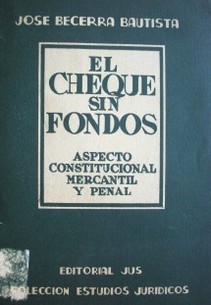 JOSE BECERRA BAUTISTA
EL
CHEQUE
SIN
FONDOS
ASPECTO
CONSTITUCIONAL
MERCANTIL
Y PENAL
EDITORIAL JUS
COLECCION ESTUDIOS JURIDICOS